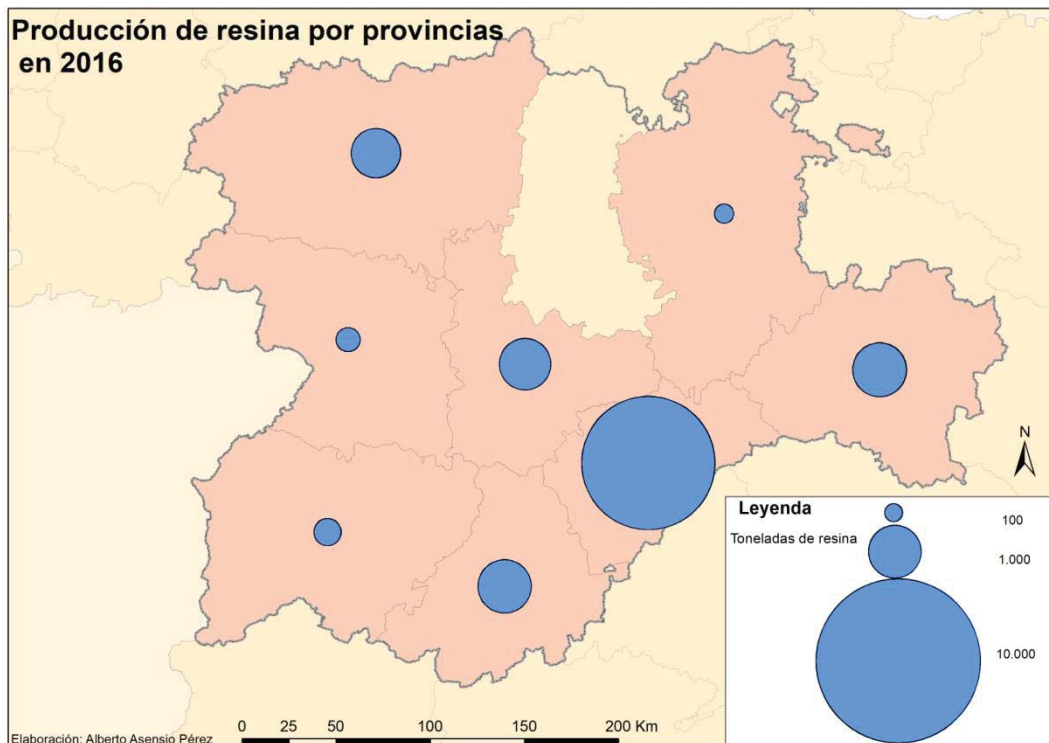 Producción de resina por provincias
en 2016
N
Leyenda
Toneladas de resina
100
1.000
10.000
0 25 50 100 150 200 Km
Elaboración: Alberto Asensio Pérez